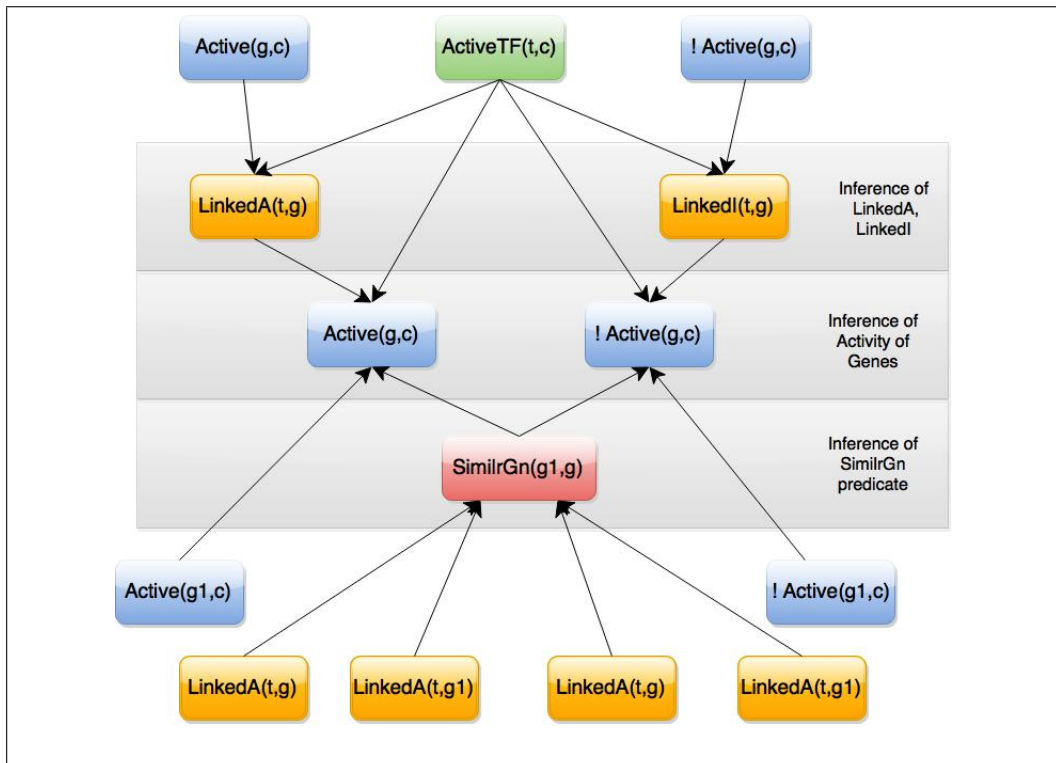 Active(g,c)
ActiveTF(t,c)
! Active(g,c)
LinkedA(t,g)
LinkedI(t,g)
Inference of
LinkedA,
LinkedI
Active(g,c)
! Active(g,c)
Inference of
Activity of
Genes
SimilrGn(g1,g)
Inference of
SimilrGn
predicate
Active(g1,c)
! Active(g1,c)
LinkedA(t,g)
LinkedA(t,g1)
LinkedA(t,g)
LinkedA(t,g1)